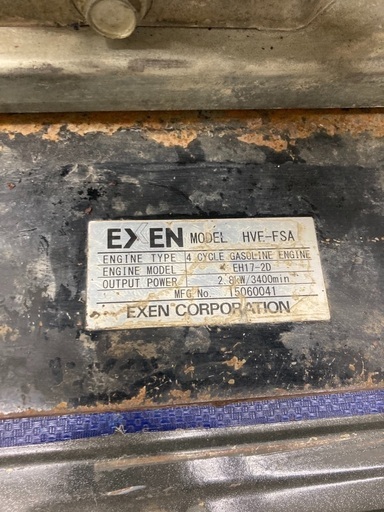 EXEN MODEL HVF-FSA
ENGINE TYPE 4 CYCLE GASOLINE ENGINE
ENGINE MODEL EH17-2D
OUTPUT POWER 2.8KW/3400min
MFG.No. 15060041
EXEN CORPORATION